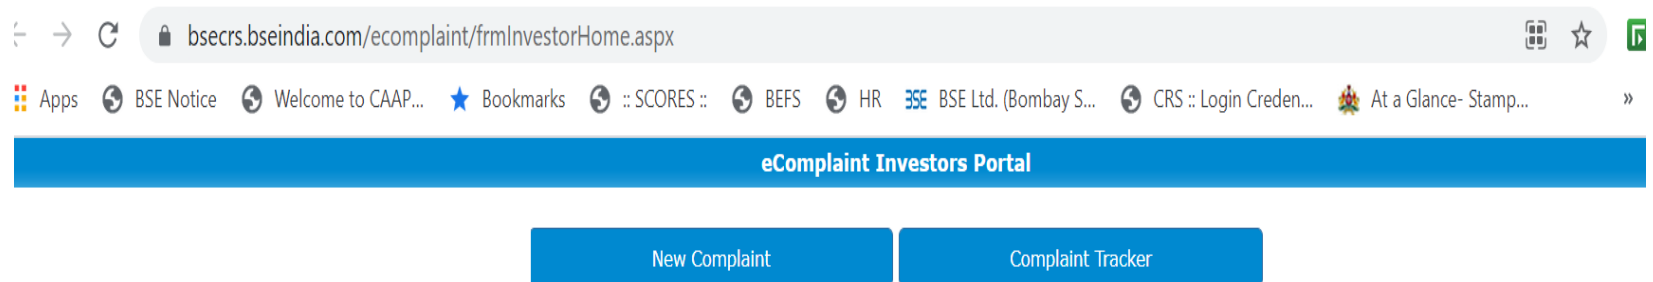 bsecrs.bseindia.com/ecomplaint/frmInvestorHome.aspx
Apps BSE Notice Welcome to CAAP... Bookmarks :: SCORES :: BEFS HR BSE BSE Ltd. (Bombay S... CRS :: Login Creden... At a Glance- Stamp... »
eComplaint Investors Portal
New Complaint Complaint Tracker